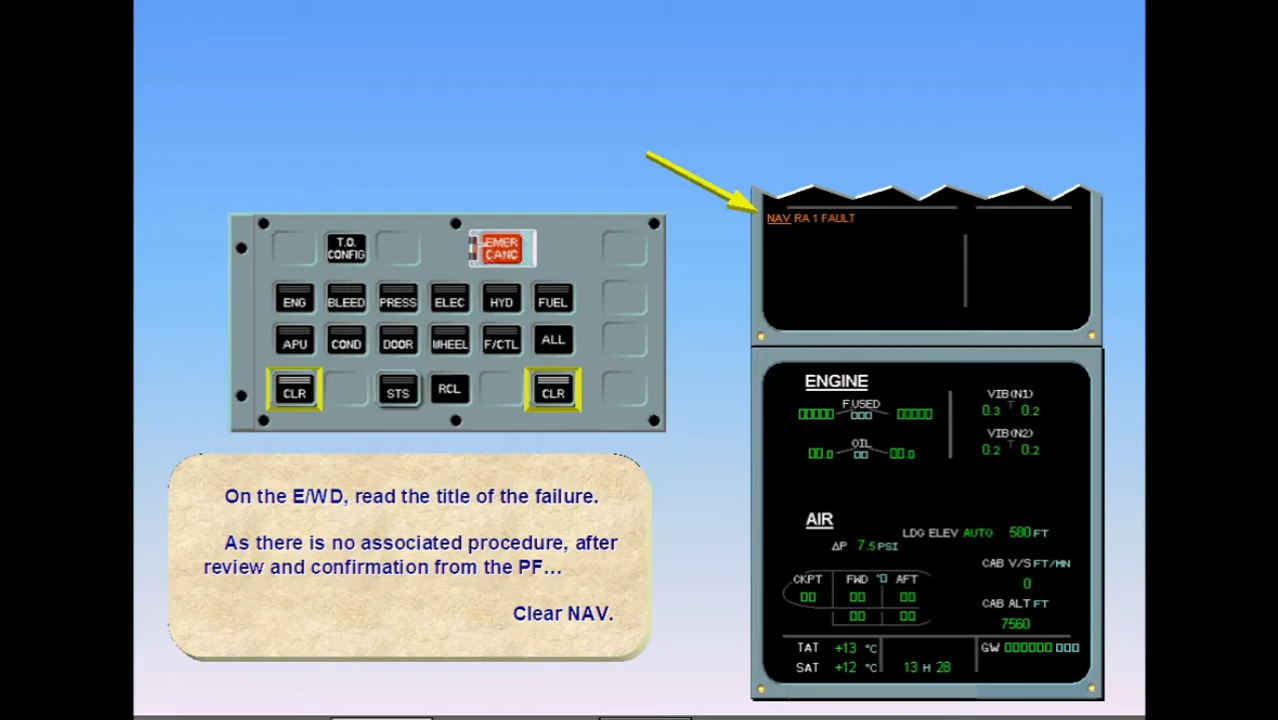 NAV RA 1 FAULT
T.O.
CONFIG
EMER
CANC
ENG BLEED PRESS ELEC HYD FUEL
APU COND DOOR WHEEL F/CTL ALL
CLR STS RCL CLR
On the E/WD, read the title of the failure.
As there is no associated procedure, after
review and confirmation from the PF...
Clear NAV.
ENGINE
F.USED
VIB(N1)
0.3 T 0.2
OIL
VIB(N2)
0.2 T 0.2
AIR
LDG ELEV AUTO 580 FT
ΔP 7.5 PSI
CAB V/S FT/MN
0
CKPT FWD AFT
CAB ALT FT
7560
TAT +13 °C
GW
SAT +12 °C 13 H 28